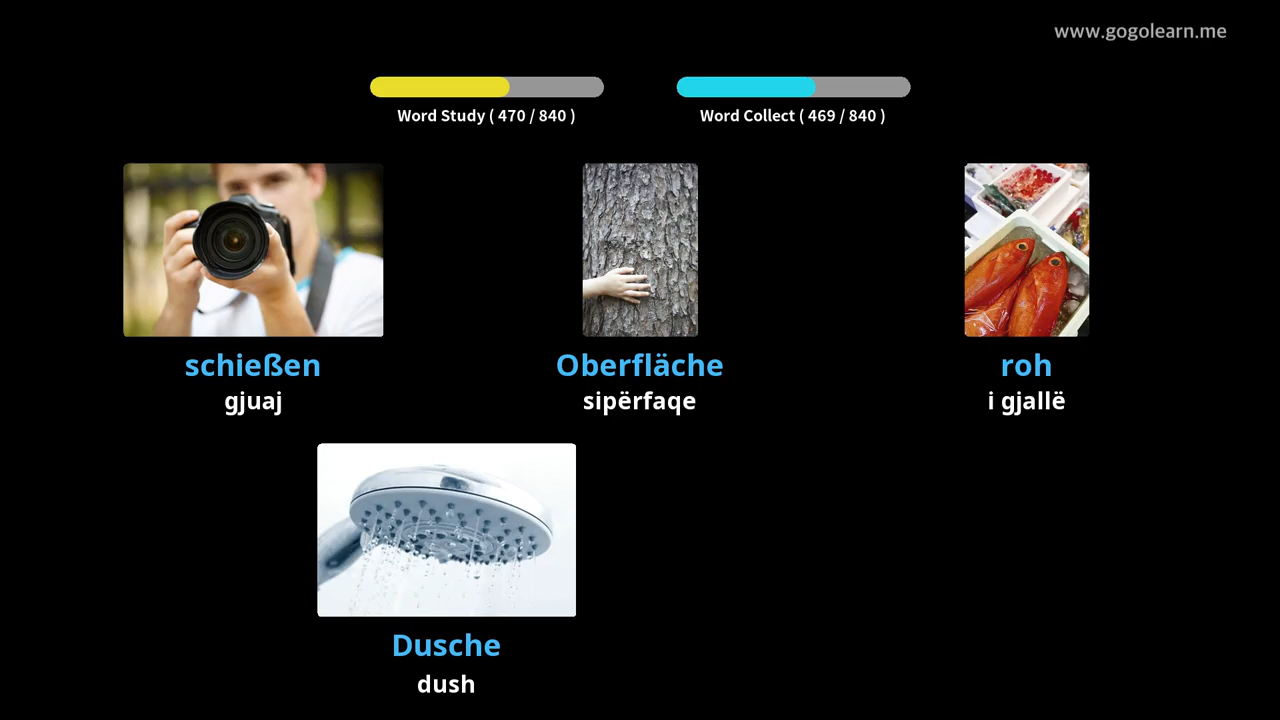 www.gogolearn.me
Word Study ( 470 / 840 )
Word Collect ( 469 / 840 )
schießen
gjuaj
Oberfläche
sipërfaqe
roh
i gjallë
Dusche
dush